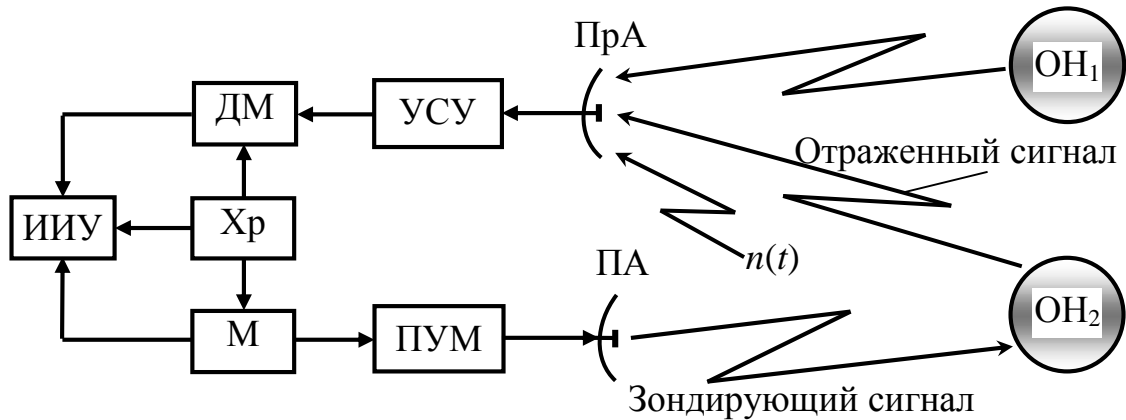 ПрА
ОН₁
ДМ
УСУ
Отраженный сигнал
ИИУ
Хр
n(t)
ПА
ОН₂
М
ПУМ
Зондирующий сигнал